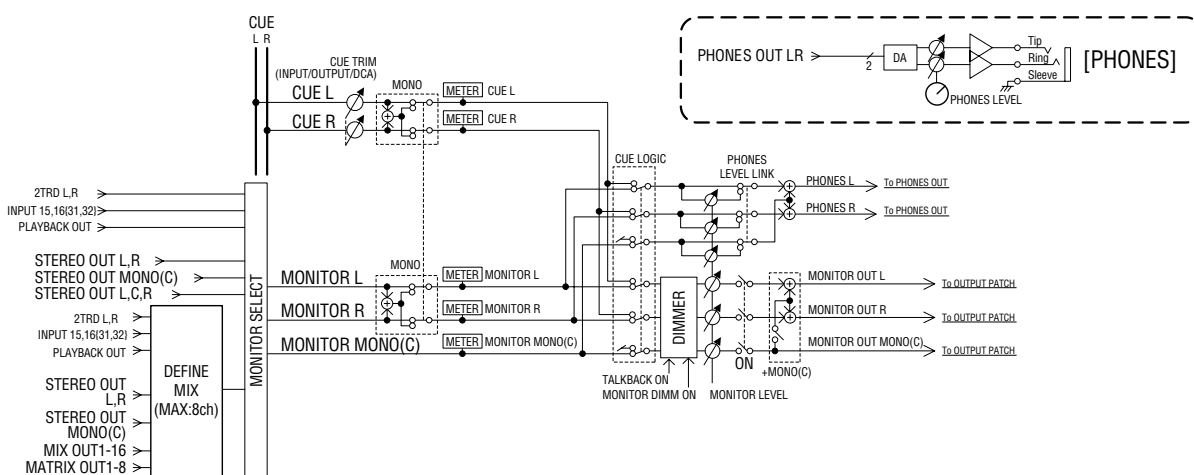 CUE
L R
CUE TRIM
(INPUT/OUTPUT/DCA)
CUE L
CUE R
MONO
METER CUE L
METER CUE R
PHONES OUT LR
2
DA
Tip
Ring
Sleeve
PHONES LEVEL
[PHONES]
2TRD L,R
INPUT 15,16(31,32)
PLAYBACK OUT
STEREO OUT L,R
STEREO OUT MONO(C)
STEREO OUT L,C,R
2TRD L,R
INPUT 15,16(31,32)
PLAYBACK OUT
STEREO OUT
L,R
STEREO OUT
MONO(C)
MIX OUT1-16
MATRIX OUT1-8
DEFINE
MIX
(MAX:8ch)
MONITOR SELECT
MONITOR L
MONITOR R
MONITOR MONO(C)
MONO
METER MONITOR L
METER MONITOR R
METER MONITOR MONO(C)
CUE LOGIC
PHONES
LEVEL LINK
PHONES L
To PHONES OUT
PHONES R
To PHONES OUT
DIMMER
TALKBACK ON
MONITOR DIMM ON
MONITOR LEVEL
ON
+MONO(C)
MONITOR OUT L
To OUTPUT PATCH
MONITOR OUT R
To OUTPUT PATCH
MONITOR OUT MONO(C)
To OUTPUT PATCH